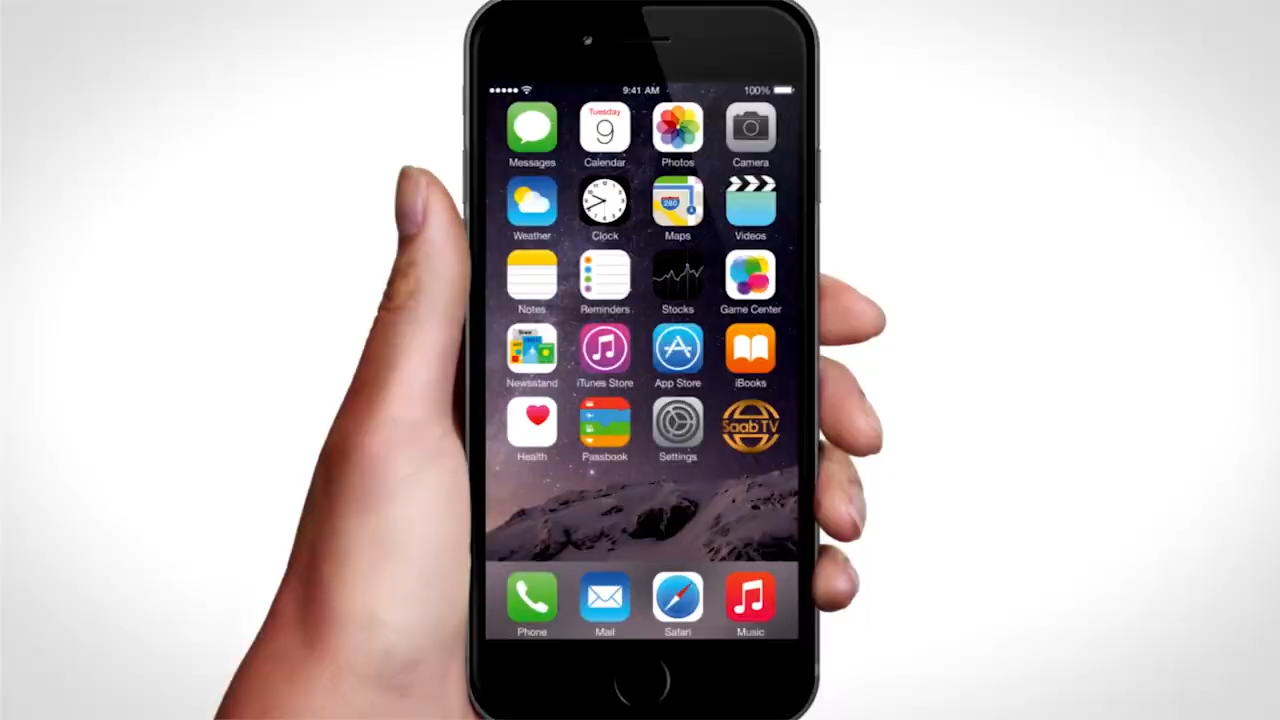 9:41 AM 100%
Tuesday
9
Messages Calendar Photos Camera
280
Weather Clock Maps Videos
Notes Reminders Stocks Game Center
Newsstand iTunes Store App Store iBooks
Saab TV
Health Passbook Settings
Phone Mail Safari Music